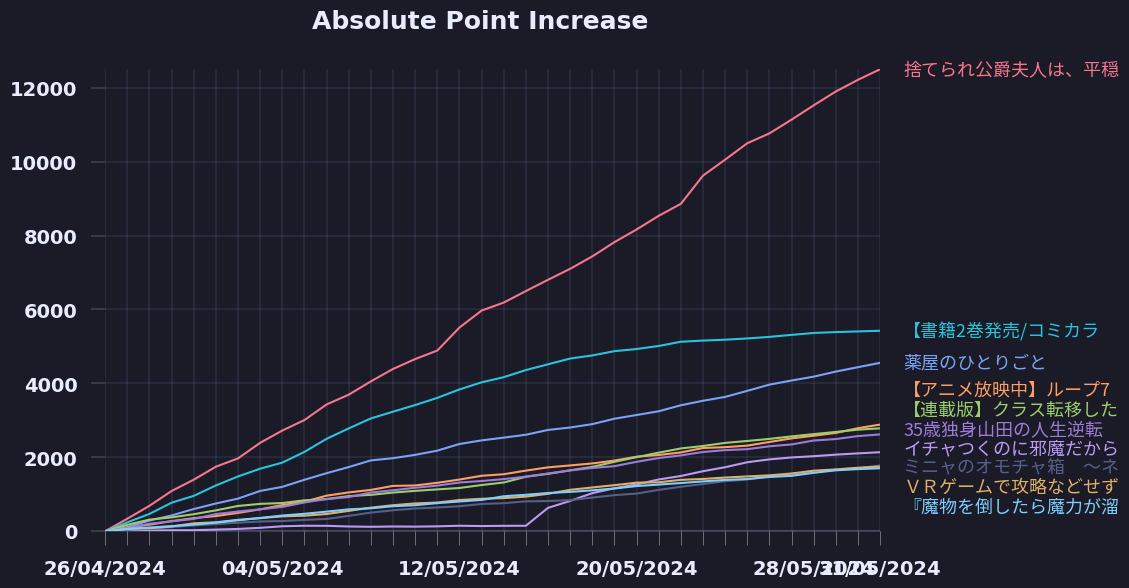 Absolute Point Increase
12000
10000
8000
6000
4000
2000
0
26/04/2024
04/05/2024
12/05/2024
20/05/2024
28/05/2024
31/05/2024
捨てられ公爵夫人は、平穏
【書籍2巻発売/コミカラ
薬屋のひとりごと
【アニメ放映中】ループ7
【連載版】クラス転移した
35歳独身山田の人生逆転
イチャつくのに邪魔だから
ミニャのオモチャ箱　～ネ
ＶＲゲームで攻略などせず
『魔物を倒したら魔力が溜